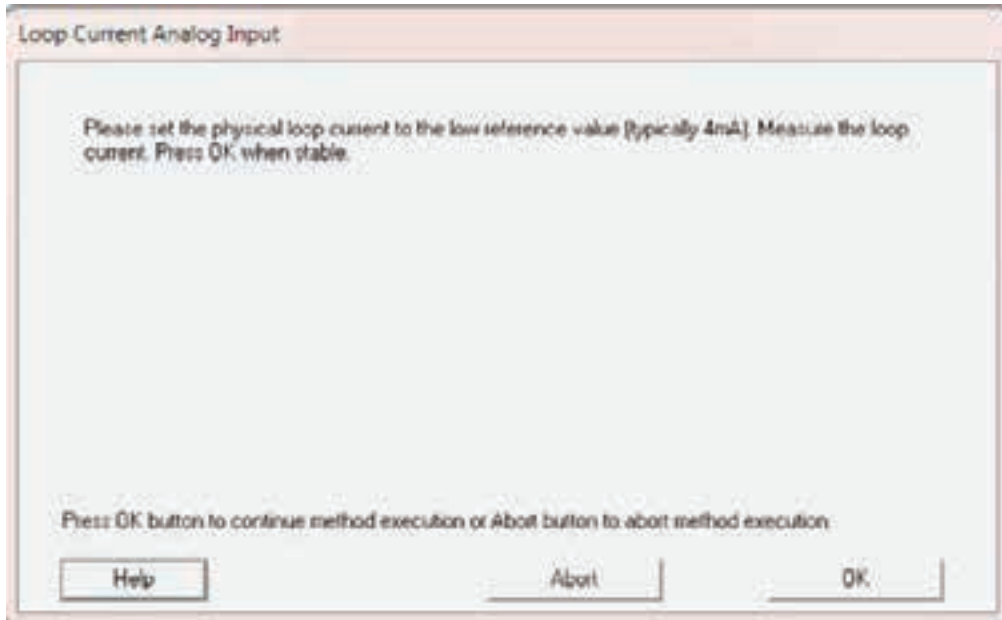 Loop Current Analog Input
Please set the physical loop current to the low reference value (typically 4mA). Measure the loop
current. Press OK when stable.
Press OK button to continue method execution or Abort button to abort method execution
Help
Abort
OK